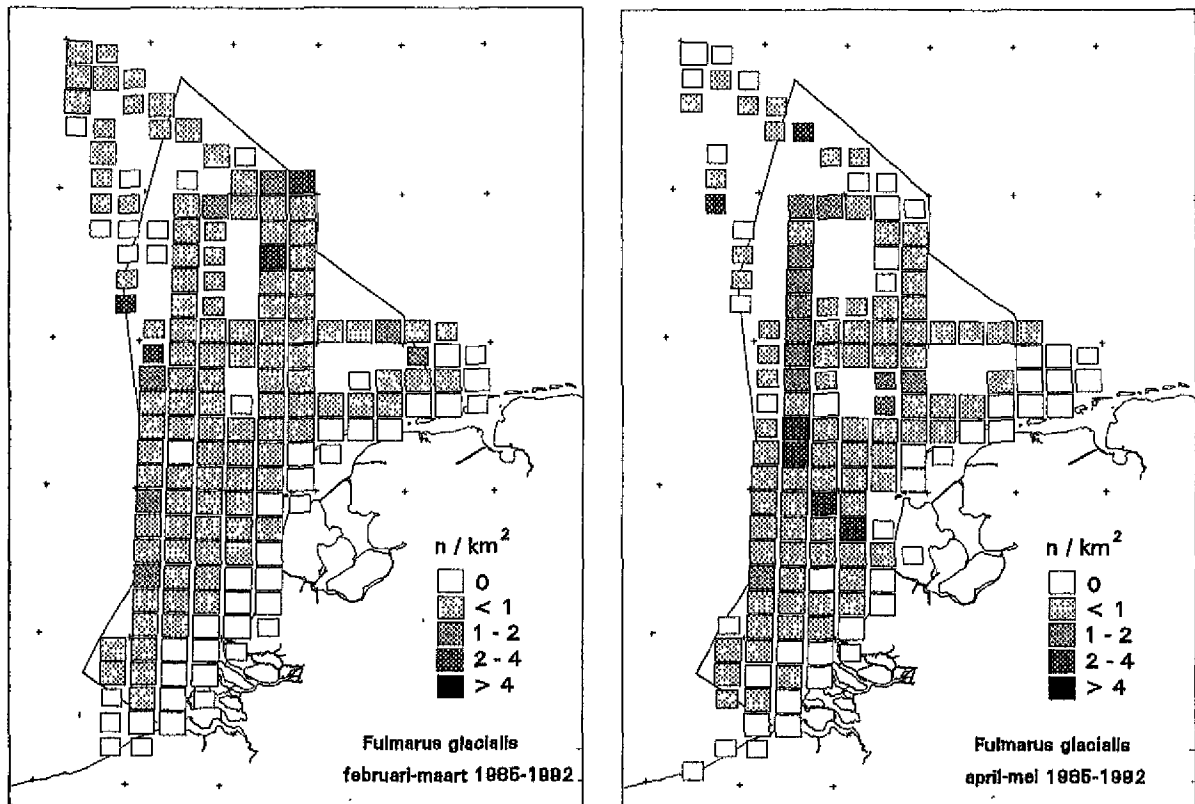 n / km²
0
< 1
1 - 2
2 - 4
> 4
Fulmarus glacialis
februari-maart 1985-1992
n / km²
0
< 1
1 - 2
2 - 4
> 4
Fulmarus glacialis
april-mei 1985-1992